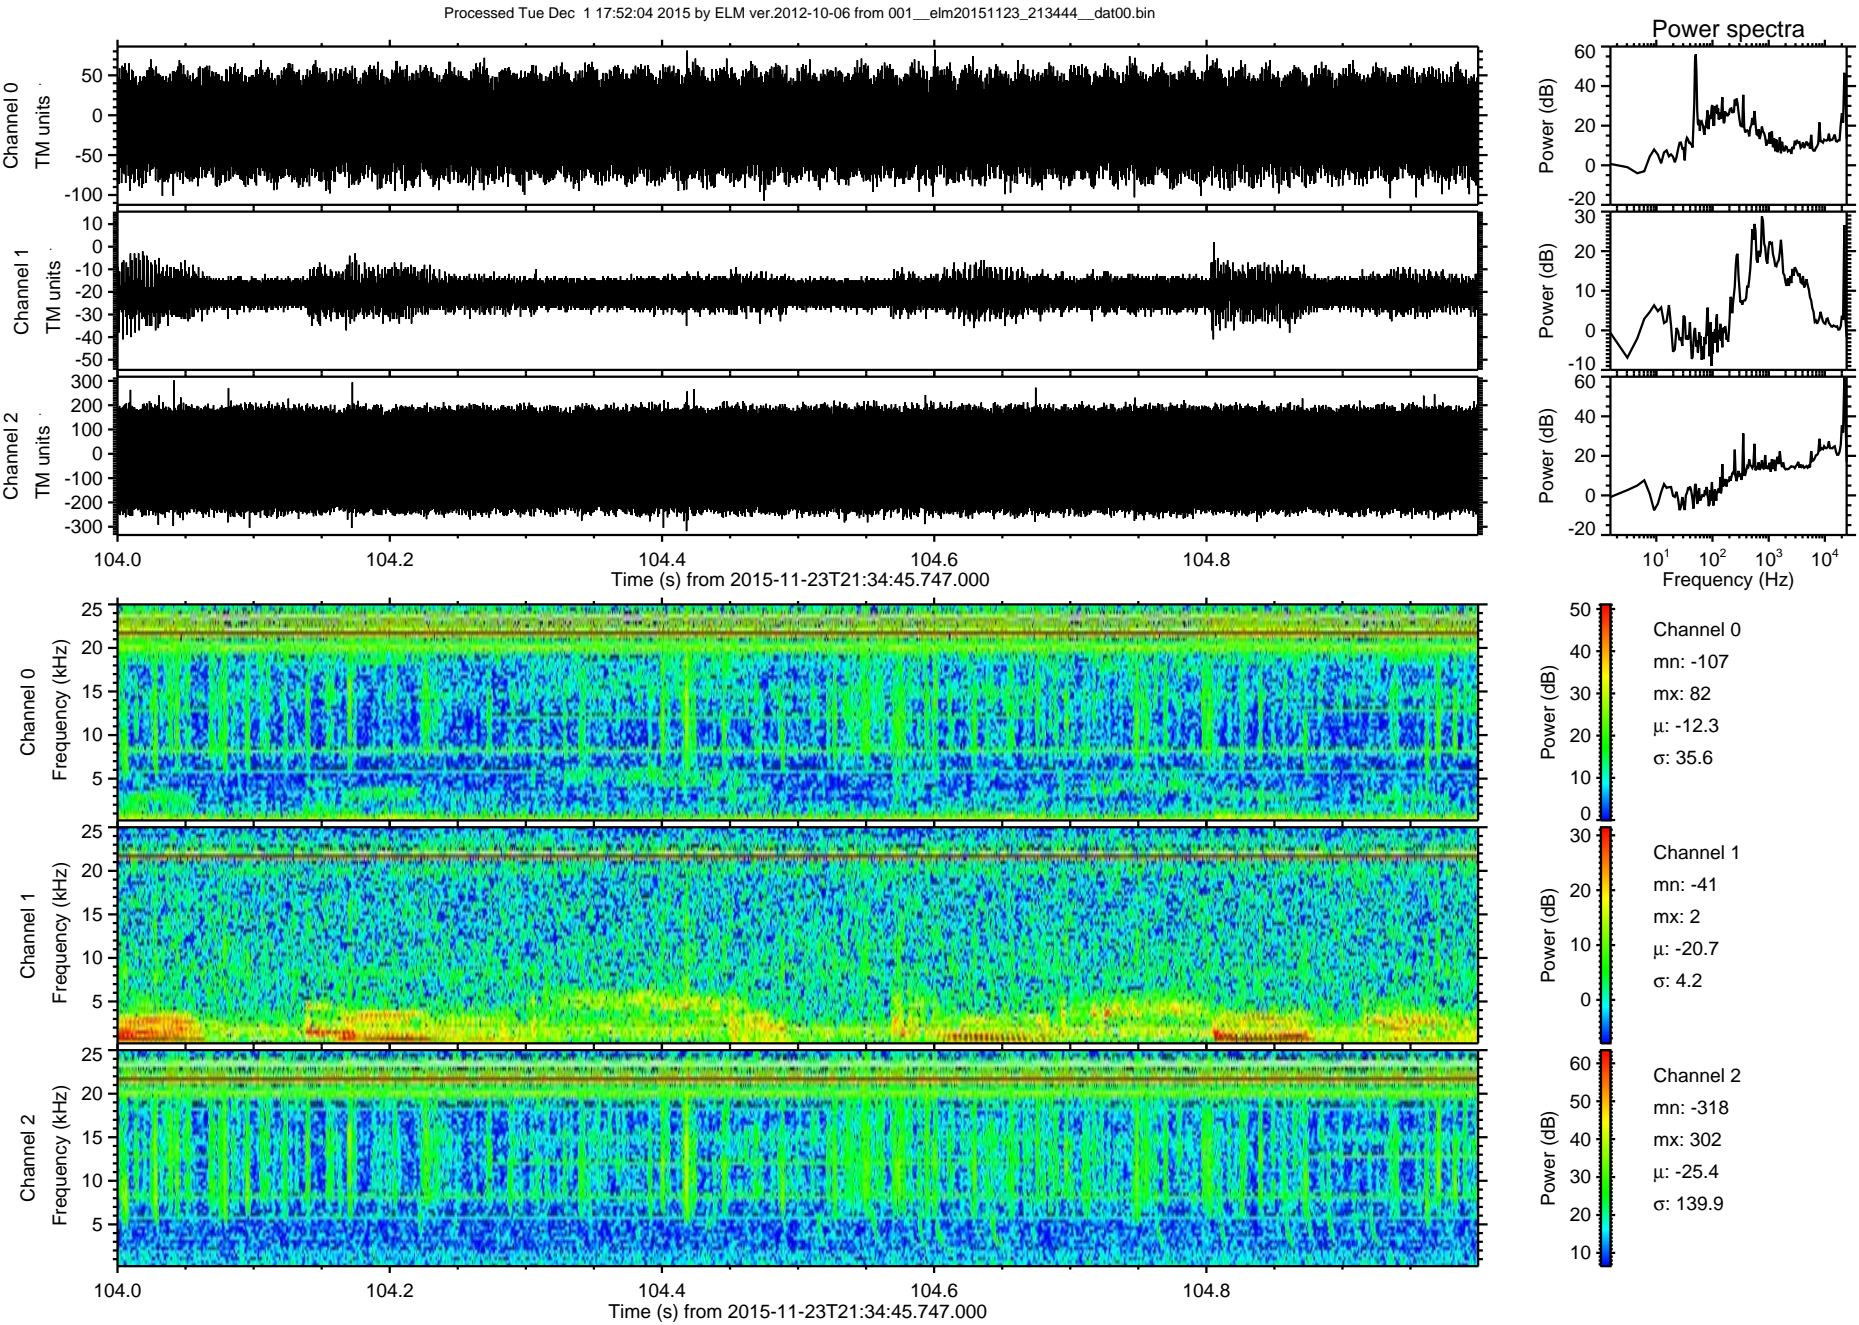 Processed Tue Dec 1 17:52:04 2015 by ELM ver.2012-10-06 from 001__elm20151123_213444__dat00.bin
Power spectra
Channel 0
TM units
50
0
-50
-100
Power (dB)
60
40
20
0
-20
Channel 1
TM units
10
0
-10
-20
-30
-40
-50
Power (dB)
30
20
10
0
-10
Channel 2
TM units
300
200
100
0
-100
-200
-300
Power (dB)
60
40
20
0
-20
104.0 104.2 104.4 104.6 104.8
Time (s) from 2015-11-23T21:34:45.747.000
10^1 10^2 10^3 10^4
Frequency (Hz)
Channel 0
Frequency (kHz)
25
20
15
10
5
Power (dB)
50
40
30
20
10
0
Channel 0
mn: -107
mx: 82
μ: -12.3
σ: 35.6
Channel 1
Frequency (kHz)
25
20
15
10
5
Power (dB)
30
20
10
0
Channel 1
mn: -41
mx: 2
μ: -20.7
σ: 4.2
Channel 2
Frequency (kHz)
25
20
15
10
5
Power (dB)
60
50
40
30
20
10
Channel 2
mn: -318
mx: 302
μ: -25.4
σ: 139.9
104.0 104.2 104.4 104.6 104.8
Time (s) from 2015-11-23T21:34:45.747.000